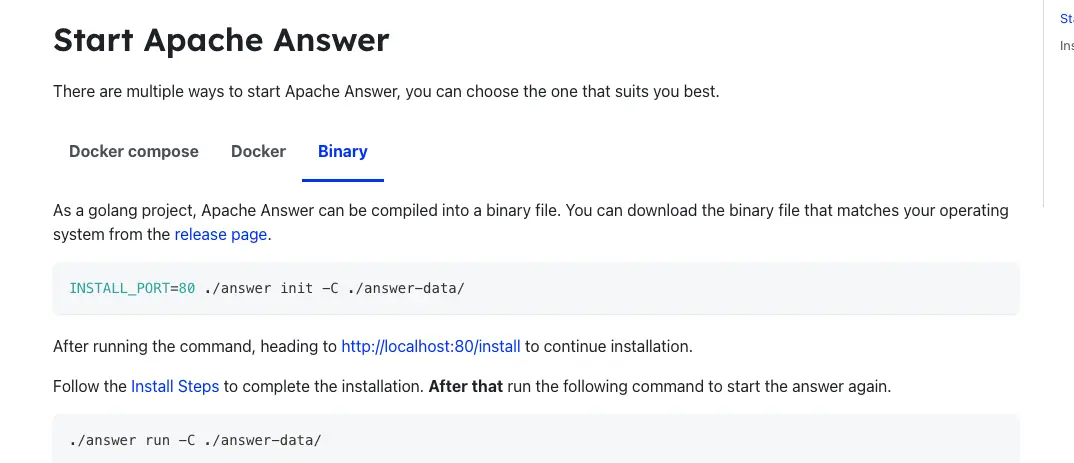 Start Apache Answer
There are multiple ways to start Apache Answer, you can choose the one that suits you best.
Docker compose Docker Binary
As a golang project, Apache Answer can be compiled into a binary file. You can download the binary file that matches your operating
system from the release page.
INSTALL_PORT=80 ./answer init -C ./answer-data/
After running the command, heading to http://localhost:80/install to continue installation.
Follow the Install Steps to complete the installation. After that run the following command to start the answer again.
./answer run -C ./answer-data/